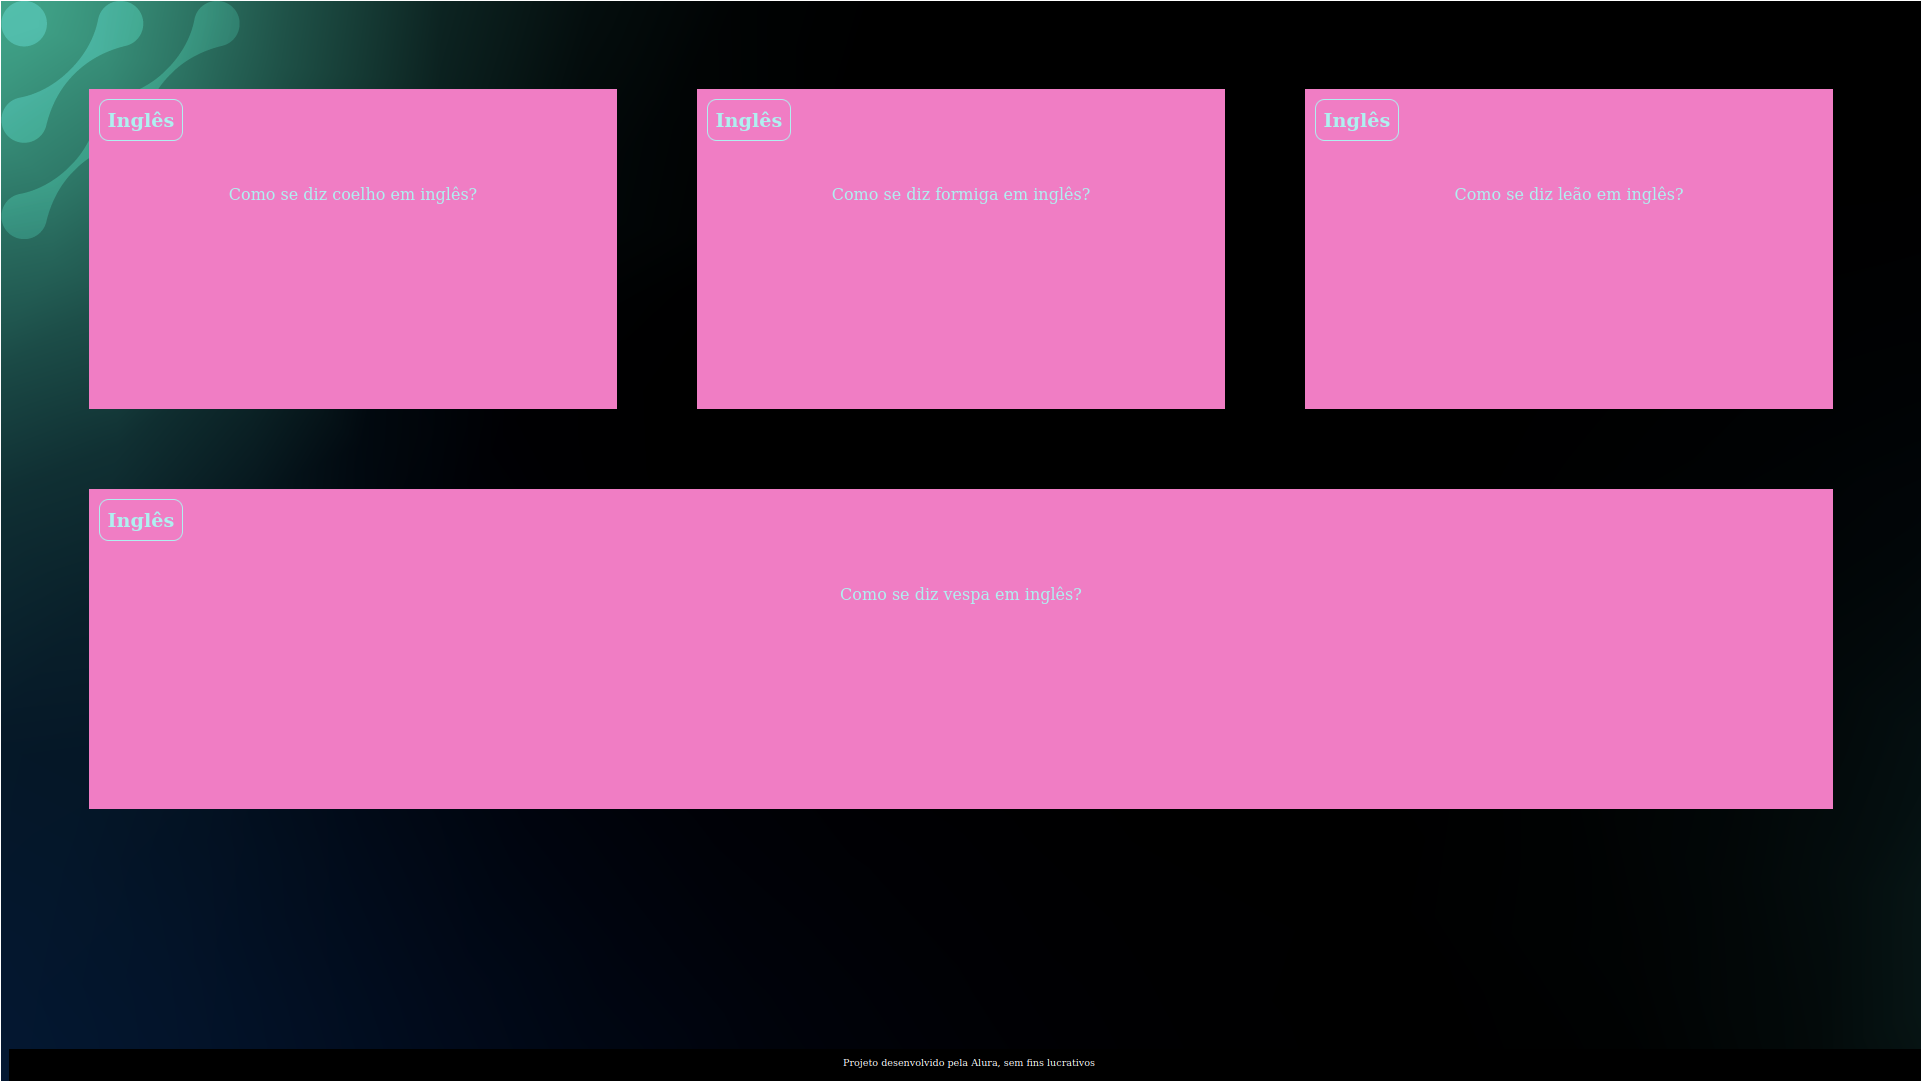 Inglês
Como se diz coelho em inglês?
Inglês
Como se diz formiga em inglês?
Inglês
Como se diz leão em inglês?
Inglês
Como se diz vespa em inglês?
Projeto desenvolvido pela Alura, sem fins lucrativos